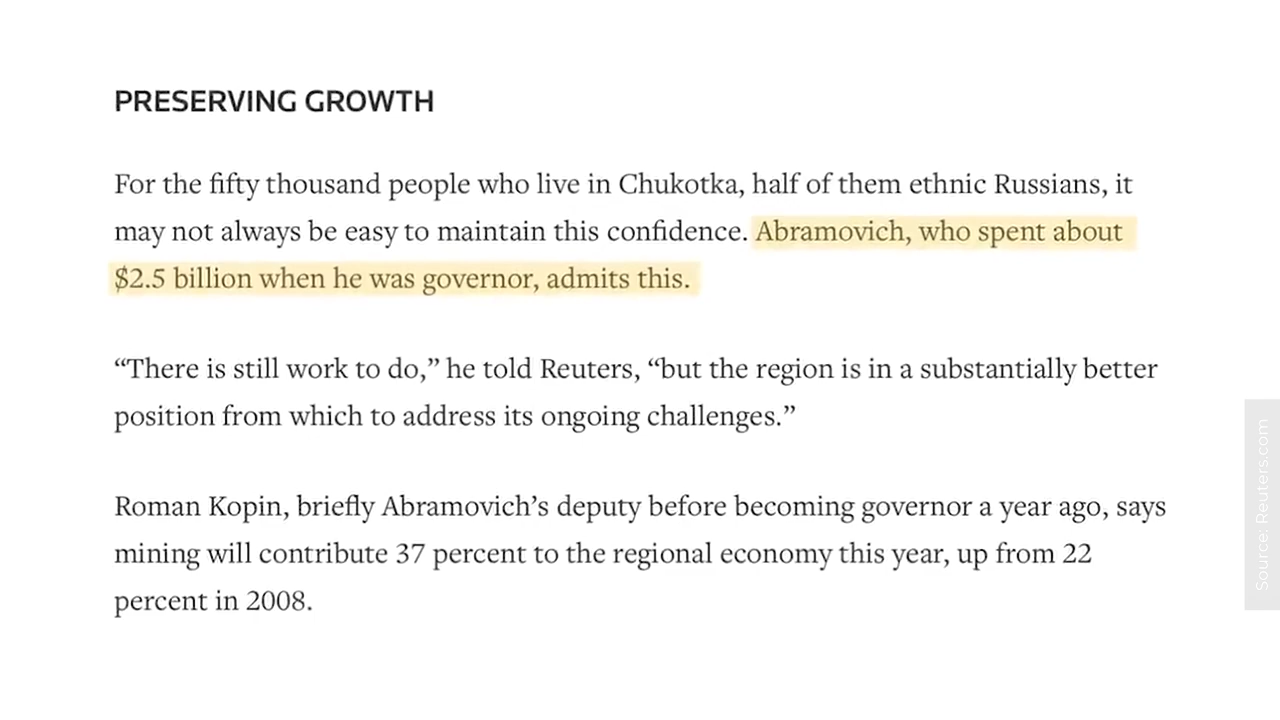 PRESERVING GROWTH
For the fifty thousand people who live in Chukotka, half of them ethnic Russians, it
may not always be easy to maintain this confidence. Abramovich, who spent about
$2.5 billion when he was governor, admits this.
“There is still work to do,” he told Reuters, “but the region is in a substantially better
position from which to address its ongoing challenges.”
Roman Kopin, briefly Abramovich’s deputy before becoming governor a year ago, says
mining will contribute 37 percent to the regional economy this year, up from 22
percent in 2008.
Source: Reuters.com